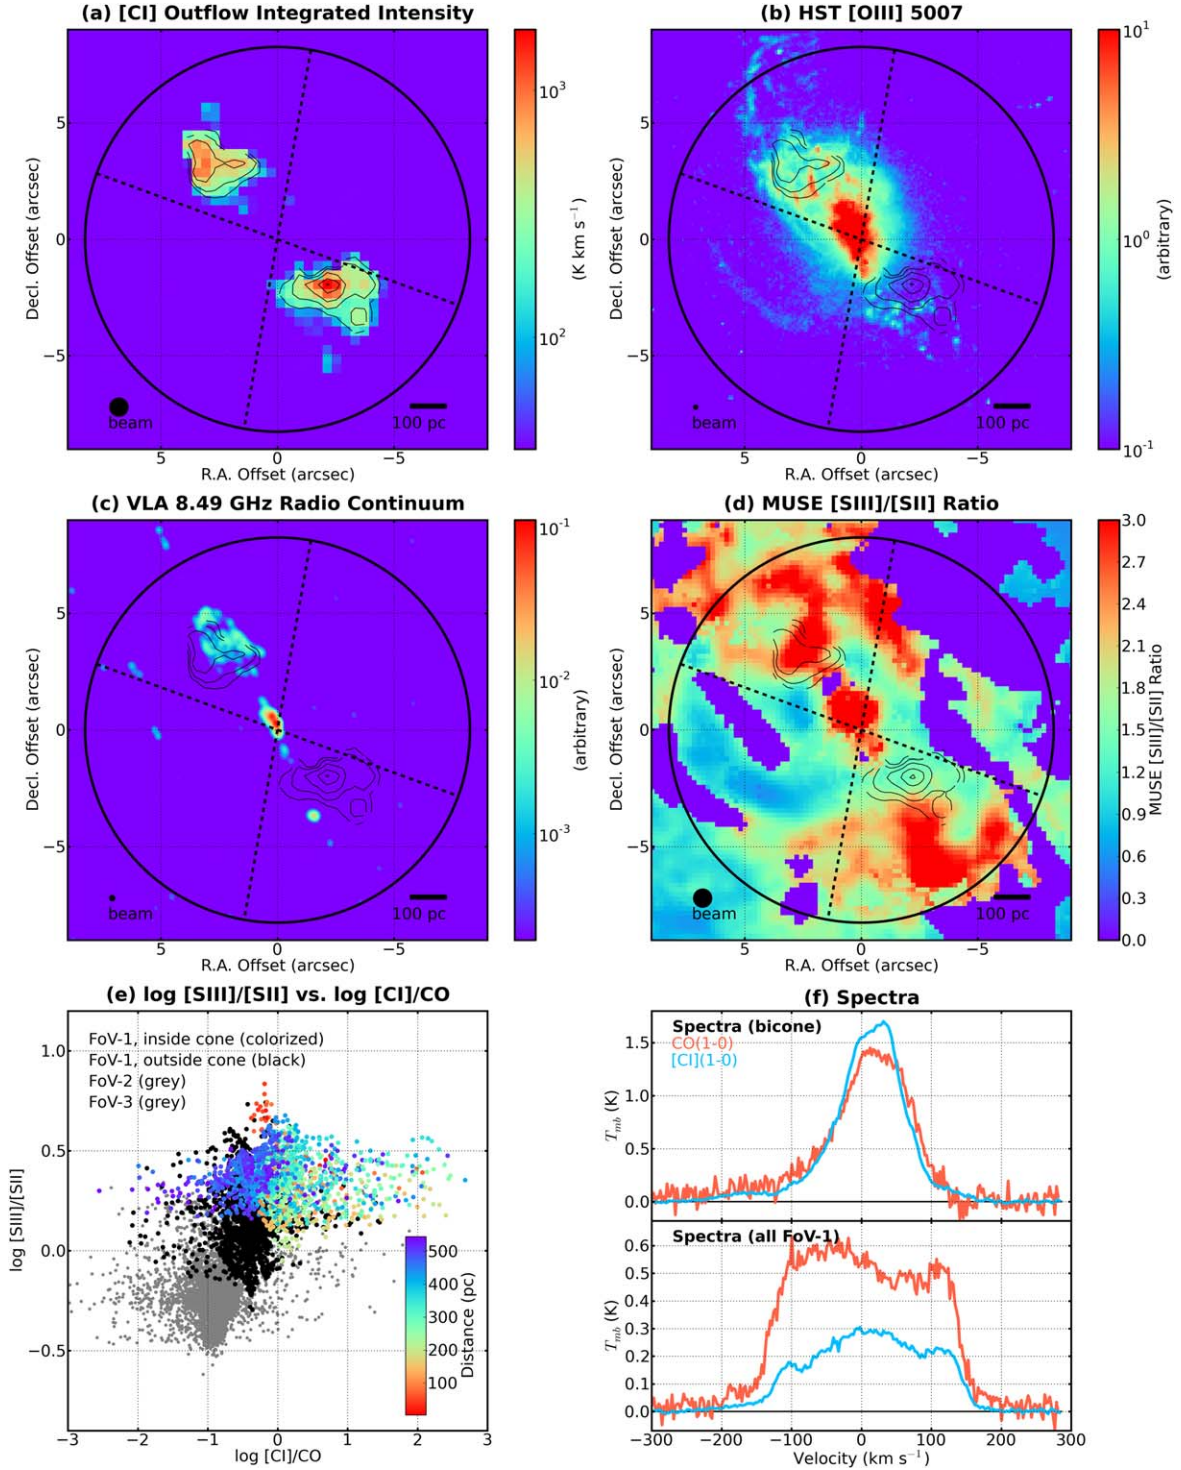 (a) [CI] Outflow Integrated Intensity
(b) HST [OIII] 5007
5
0
−5
Decl. Offset (arcsec)
beam
100 pc
5
0
−5
R.A. Offset (arcsec)
10³
10²
(K km s⁻¹)
5
0
−5
Decl. Offset (arcsec)
beam
100 pc
5
0
−5
R.A. Offset (arcsec)
10¹
10⁰
10⁻¹
(arbitrary)
(c) VLA 8.49 GHz Radio Continuum
(d) MUSE [SIII]/[SII] Ratio
5
0
−5
Decl. Offset (arcsec)
beam
100 pc
5
0
−5
R.A. Offset (arcsec)
10⁻¹
10⁻²
10⁻³
(arbitrary)
5
0
−5
Decl. Offset (arcsec)
beam
100 pc
5
0
−5
R.A. Offset (arcsec)
3.0
2.7
2.4
2.1
1.8
1.5
1.2
0.9
0.6
0.3
0.0
MUSE [SIII]/[SII] Ratio
(e) log [SIII]/[SII] vs. log [CI]/CO
(f) Spectra
FoV-1, inside cone (colorized)
FoV-1, outside cone (black)
FoV-2 (grey)
FoV-3 (grey)
1.0
0.5
0.0
−0.5
log [SIII]/[SII]
500
400
300
200
100
Distance (pc)
−3
−2
−1
0
1
2
3
log [CI]/CO
Spectra (bicone)
CO(1-0)
[CI](1-0)
1.5
1.0
0.5
0.0
T_mb (K)
Spectra (all FoV-1)
0.6
0.5
0.4
0.3
0.2
0.1
0.0
T_mb (K)
−300
−200
−100
0
100
200
300
Velocity (km s⁻¹)